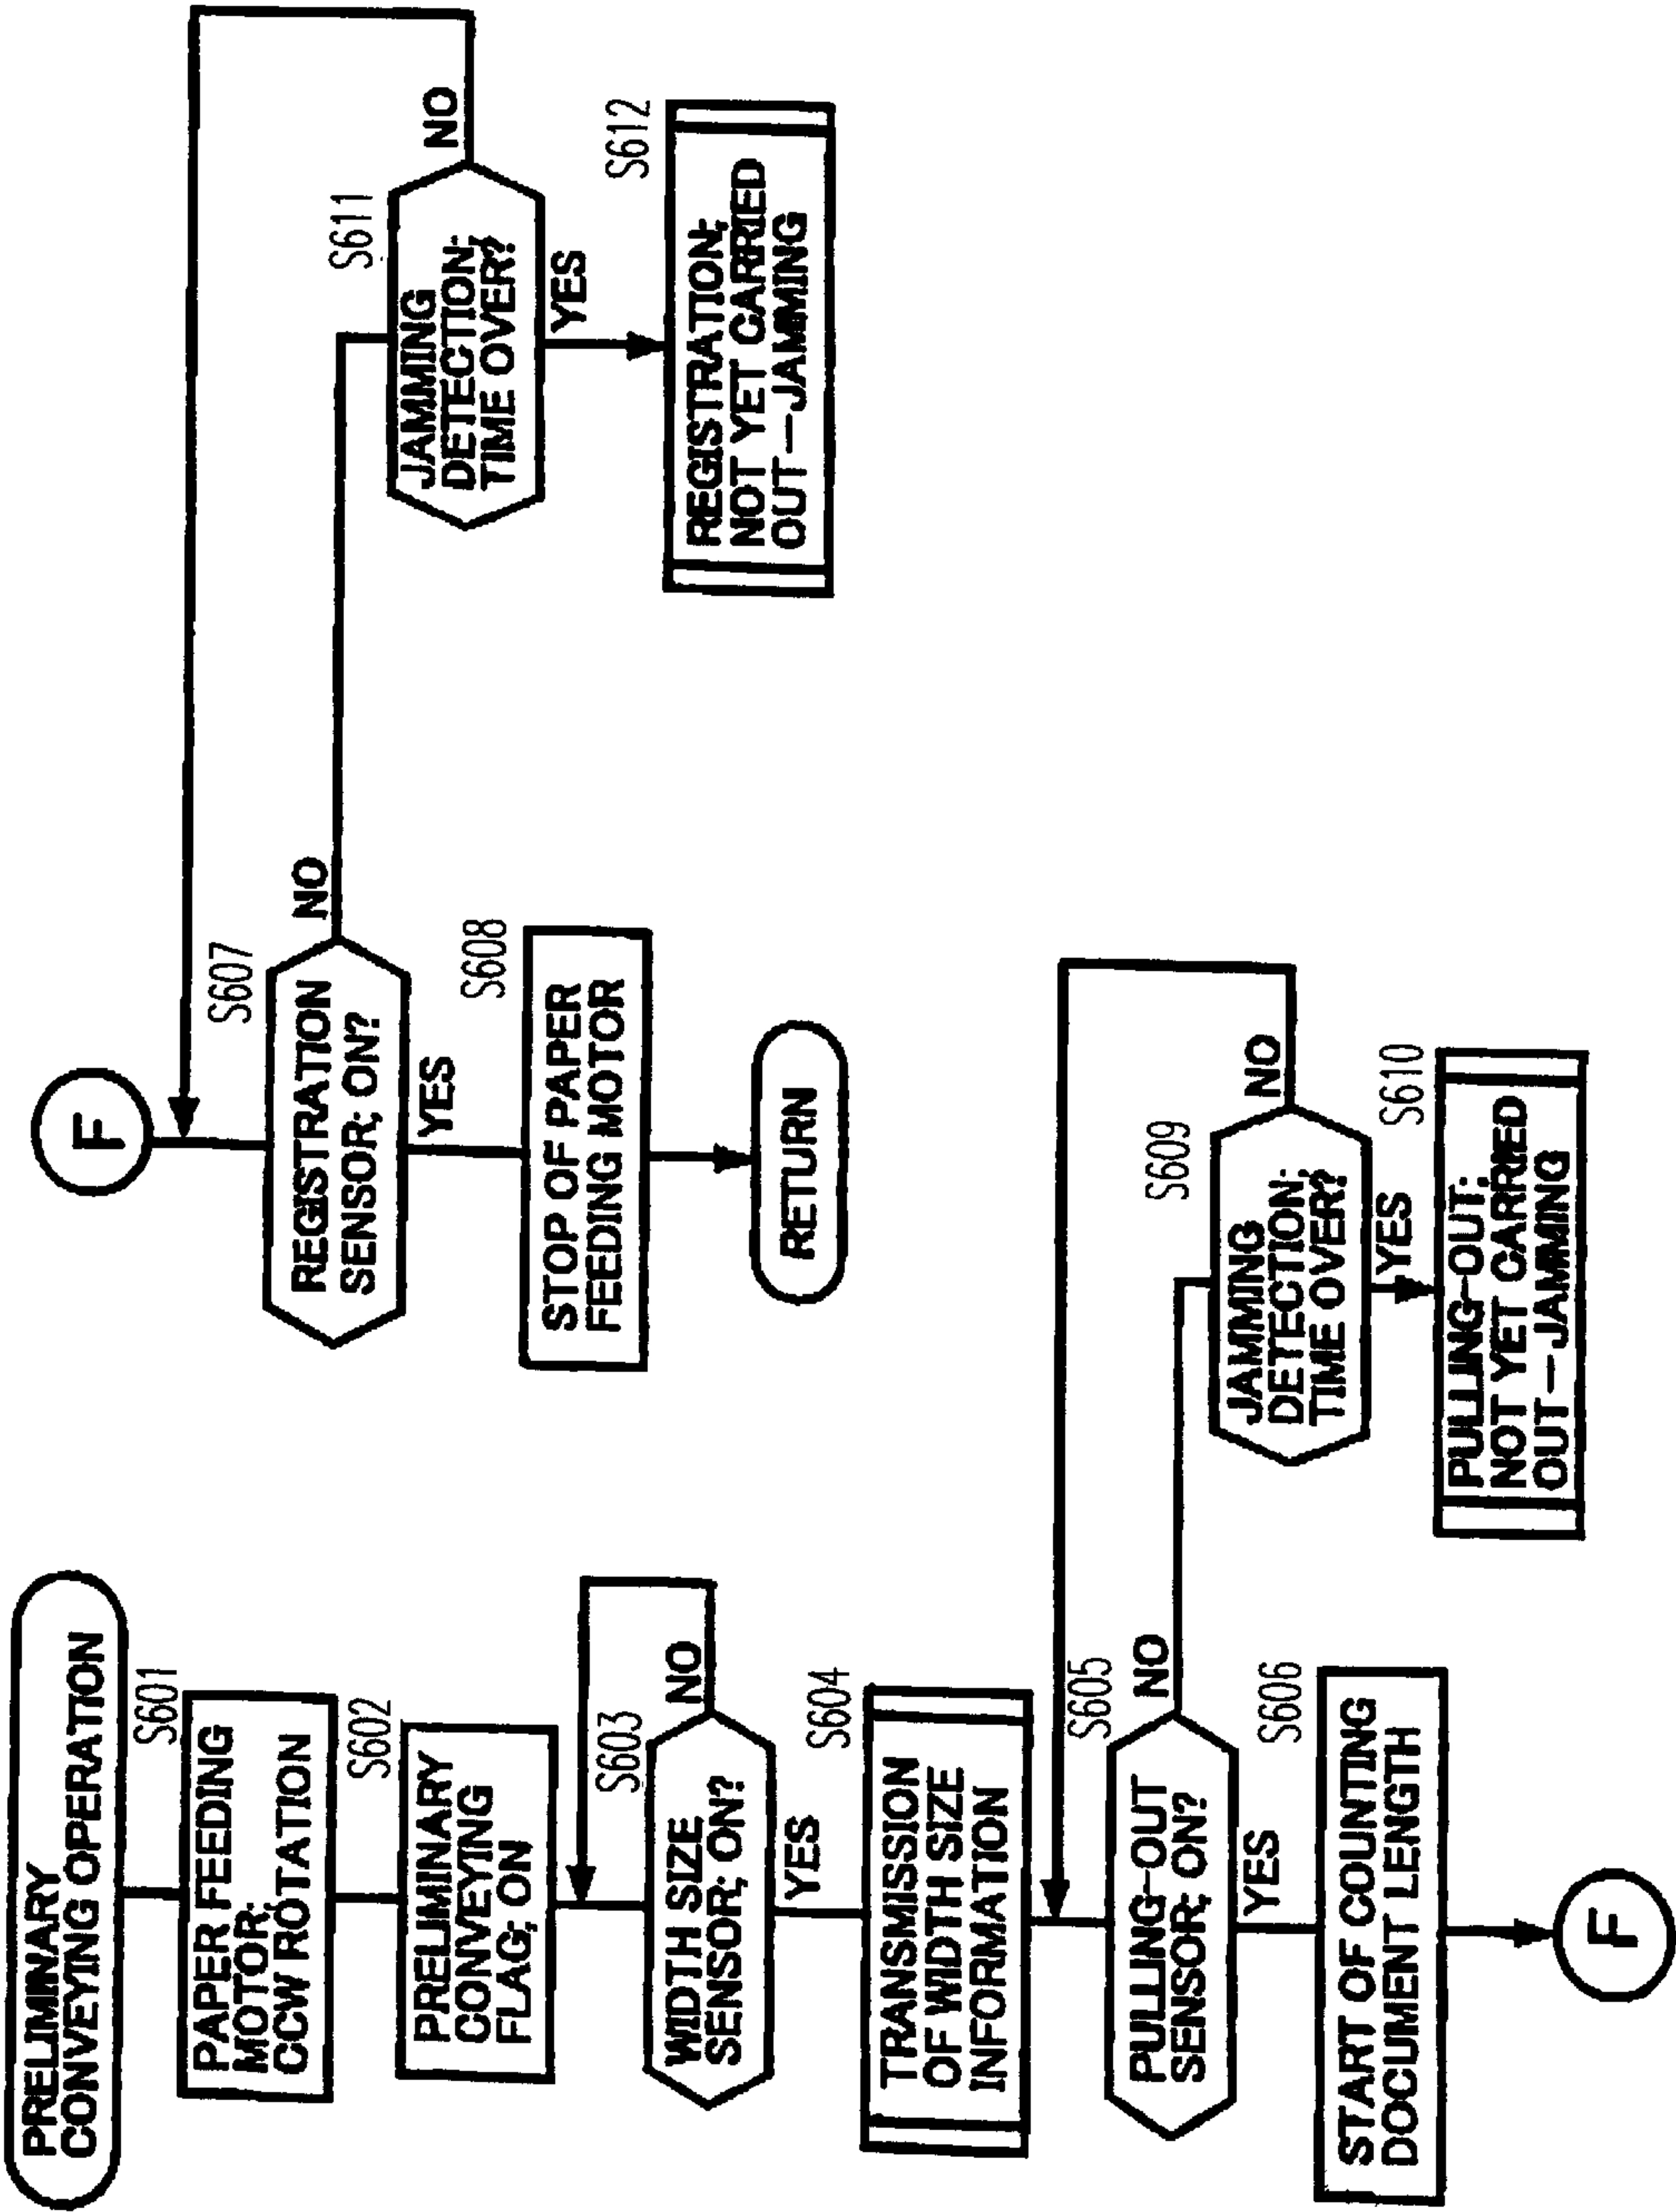 PRELIMINARY
CONVEYING OPERATION
S601
PAPER FEEDING
MOTOR;
CCW ROTATION
S602
PRELIMINARY
CONVEYING
FLAG; ON
S603
WIDTH SIZE
SENSOR; ON?
NO
YES
S604
TRANSMISSION
OF WIDTH SIZE
INFORMATION
S605
PULLING-OUT
SENSOR; ON?
NO
YES
S606
START OF COUNTING
DOCUMENT LENGTH
F
S609
JAMMING
DETECTION;
TIME OVER?
NO
YES
S610
PULLING-OUT:
NOT YET CARRIED
OUT-JAMMING
F
S607
REGISTRATION
SENSOR; ON?
NO
YES
S608
STOP OF PAPER
FEEDING MOTOR
RETURN
S611
JAMMING
DETECTION;
TIME OVER?
NO
YES
S612
REGISTRATION;
NOT YET CARRIED
OUT-JAMING